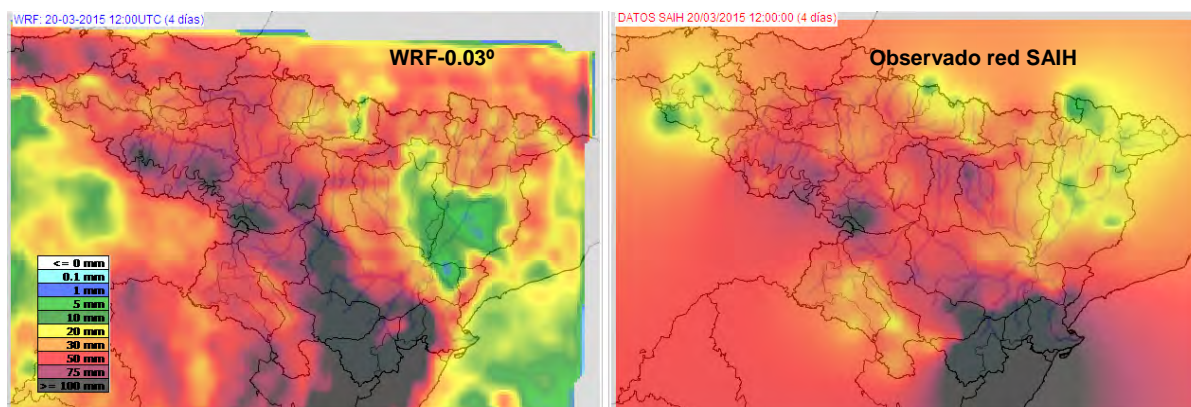 WRF: 20-03-2015 12:00UTC (4 días)
WRF-0.03º
<= 0 mm
0.1 mm
1 mm
5 mm
10 mm
20 mm
30 mm
50 mm
75 mm
>= 100 mm
DATOS SAIH 20/03/2015 12:00:00 (4 días)
Observado red SAIH